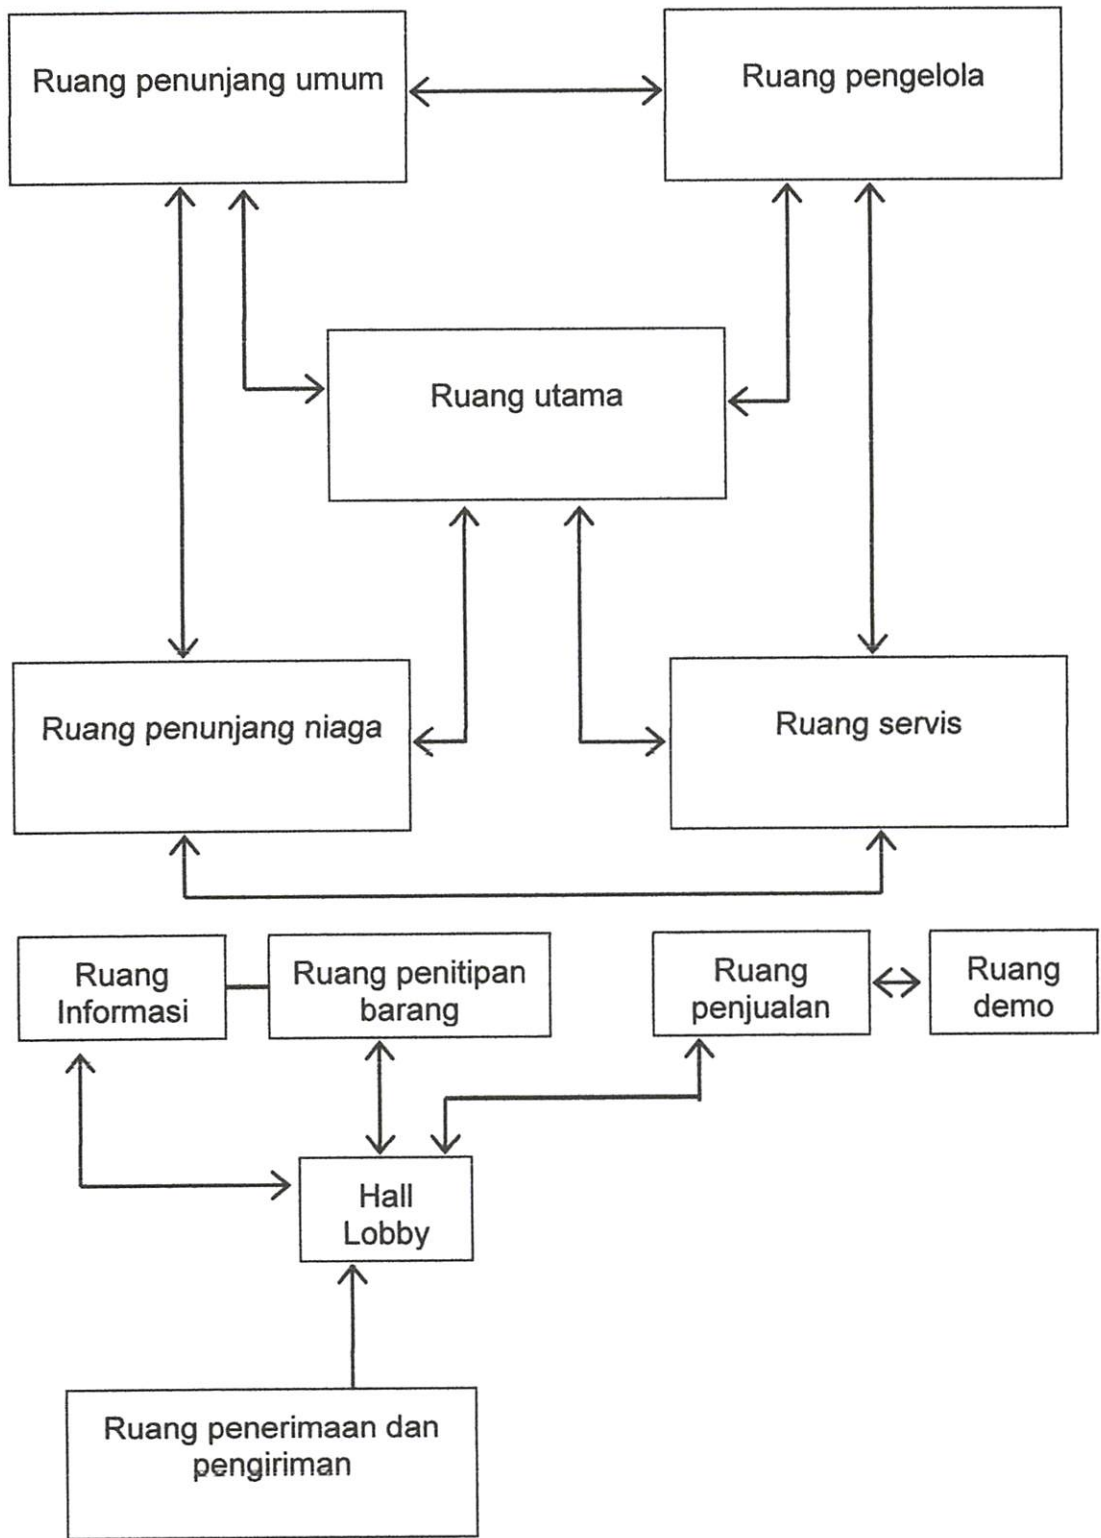 Ruang penunjang umum
Ruang pengelola
Ruang utama
Ruang penunjang niaga
Ruang servis
Ruang
Informasi
Ruang penitipan
barang
Ruang
penjualan
Ruang
demo
Hall
Lobby
Ruang penerimaan dan
pengiriman